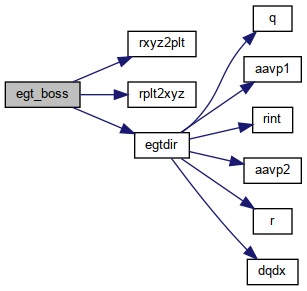 egt_boss
rxyz2plt
rplt2xyz
egtdir
q
aavp1
rint
aavp2
r
dqdx